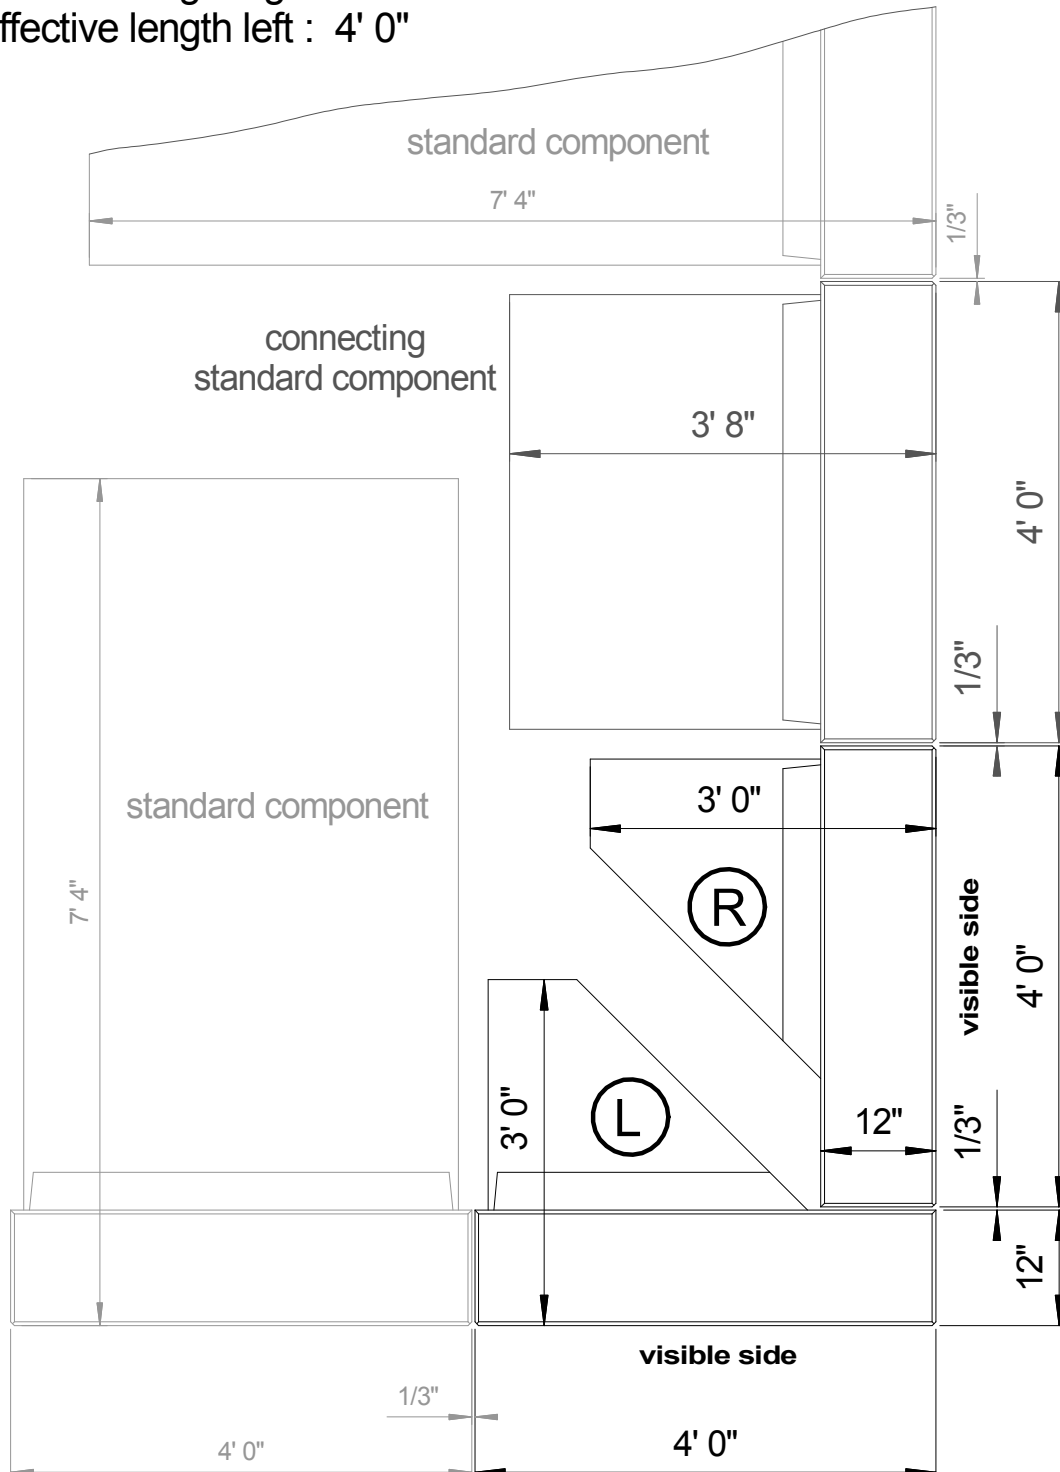 ffective length left : 4' 0"
standard component
7' 4"
1/3"
connecting
standard component
3' 8"
4' 0"
1/3"
standard component
7' 4"
3' 0"
R
visible side
4' 0"
3' 0"
L
12"
1/3"
12"
visible side
1/3"
4' 0"
4' 0"